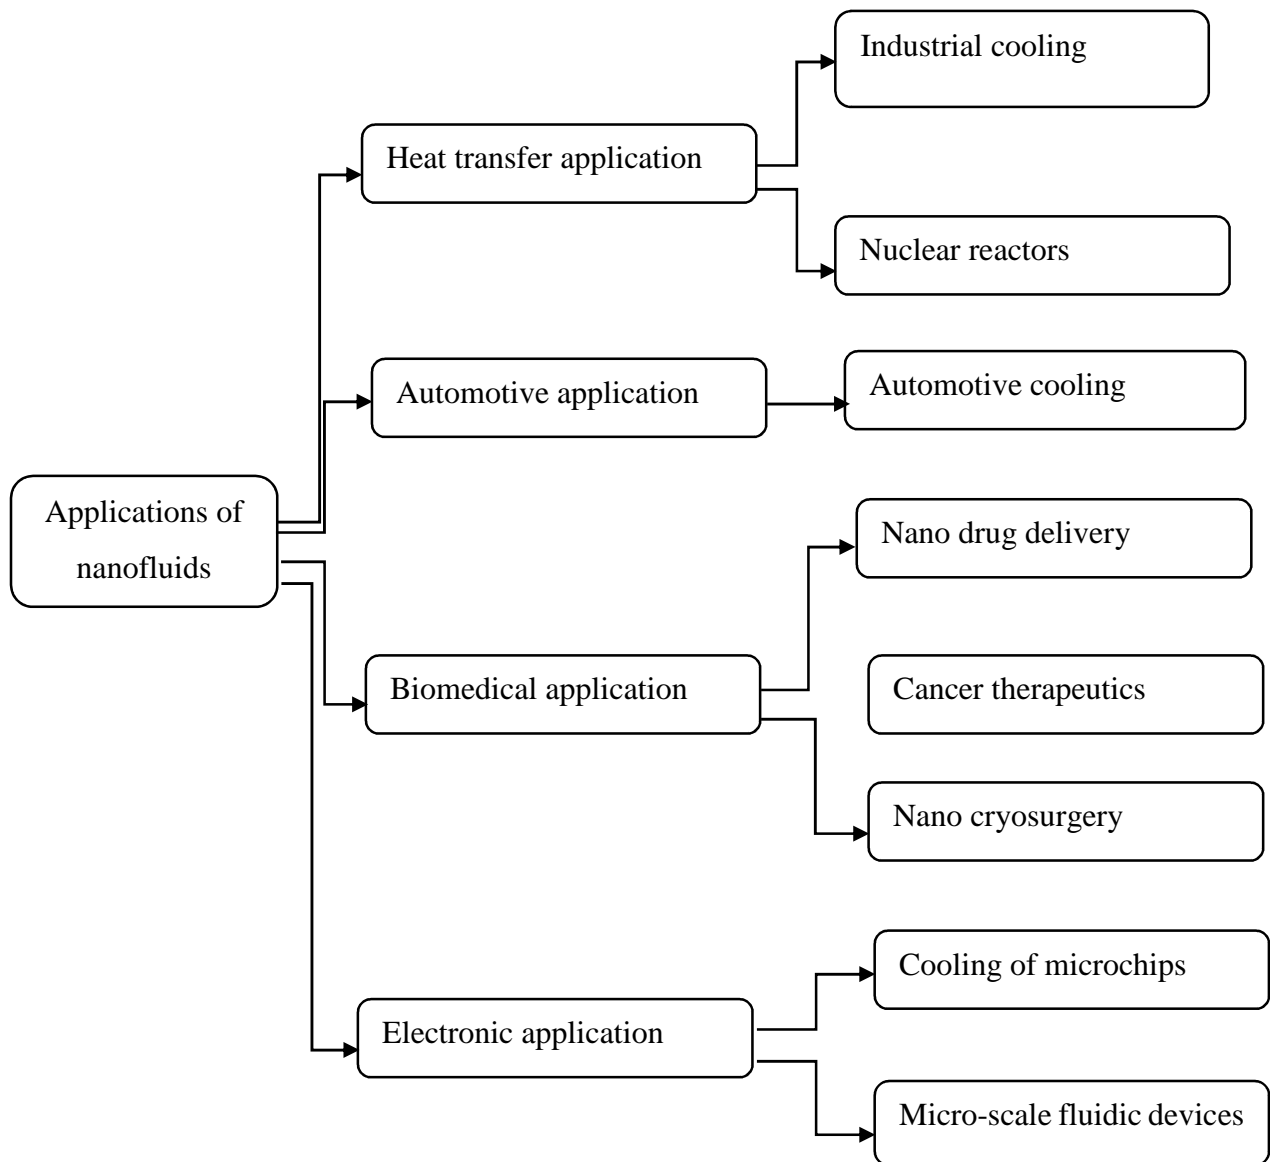 Applications of
nanofluids
Heat transfer application
Industrial cooling
Nuclear reactors
Automotive application
Automotive cooling
Biomedical application
Nano drug delivery
Cancer therapeutics
Nano cryosurgery
Electronic application
Cooling of microchips
Micro-scale fluidic devices